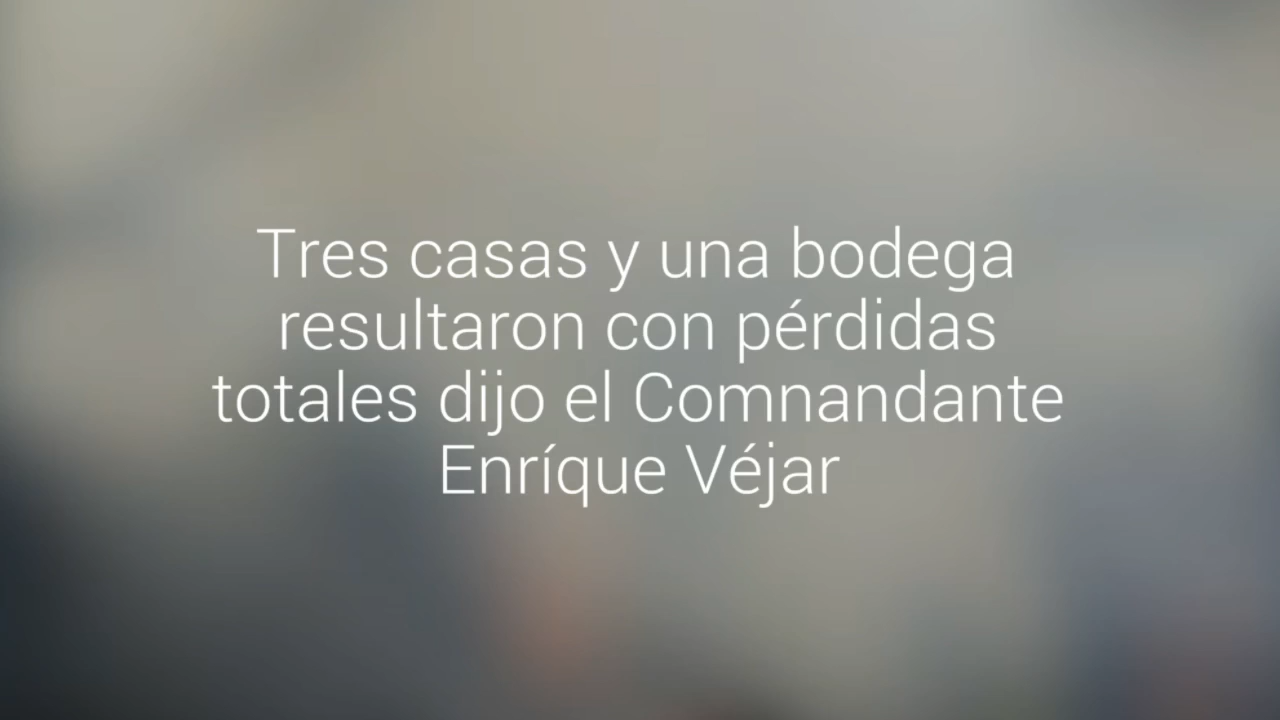 Tres casas y una bodega
resultaron con pérdidas
totales dijo el Comnandante
Enríque Véjar